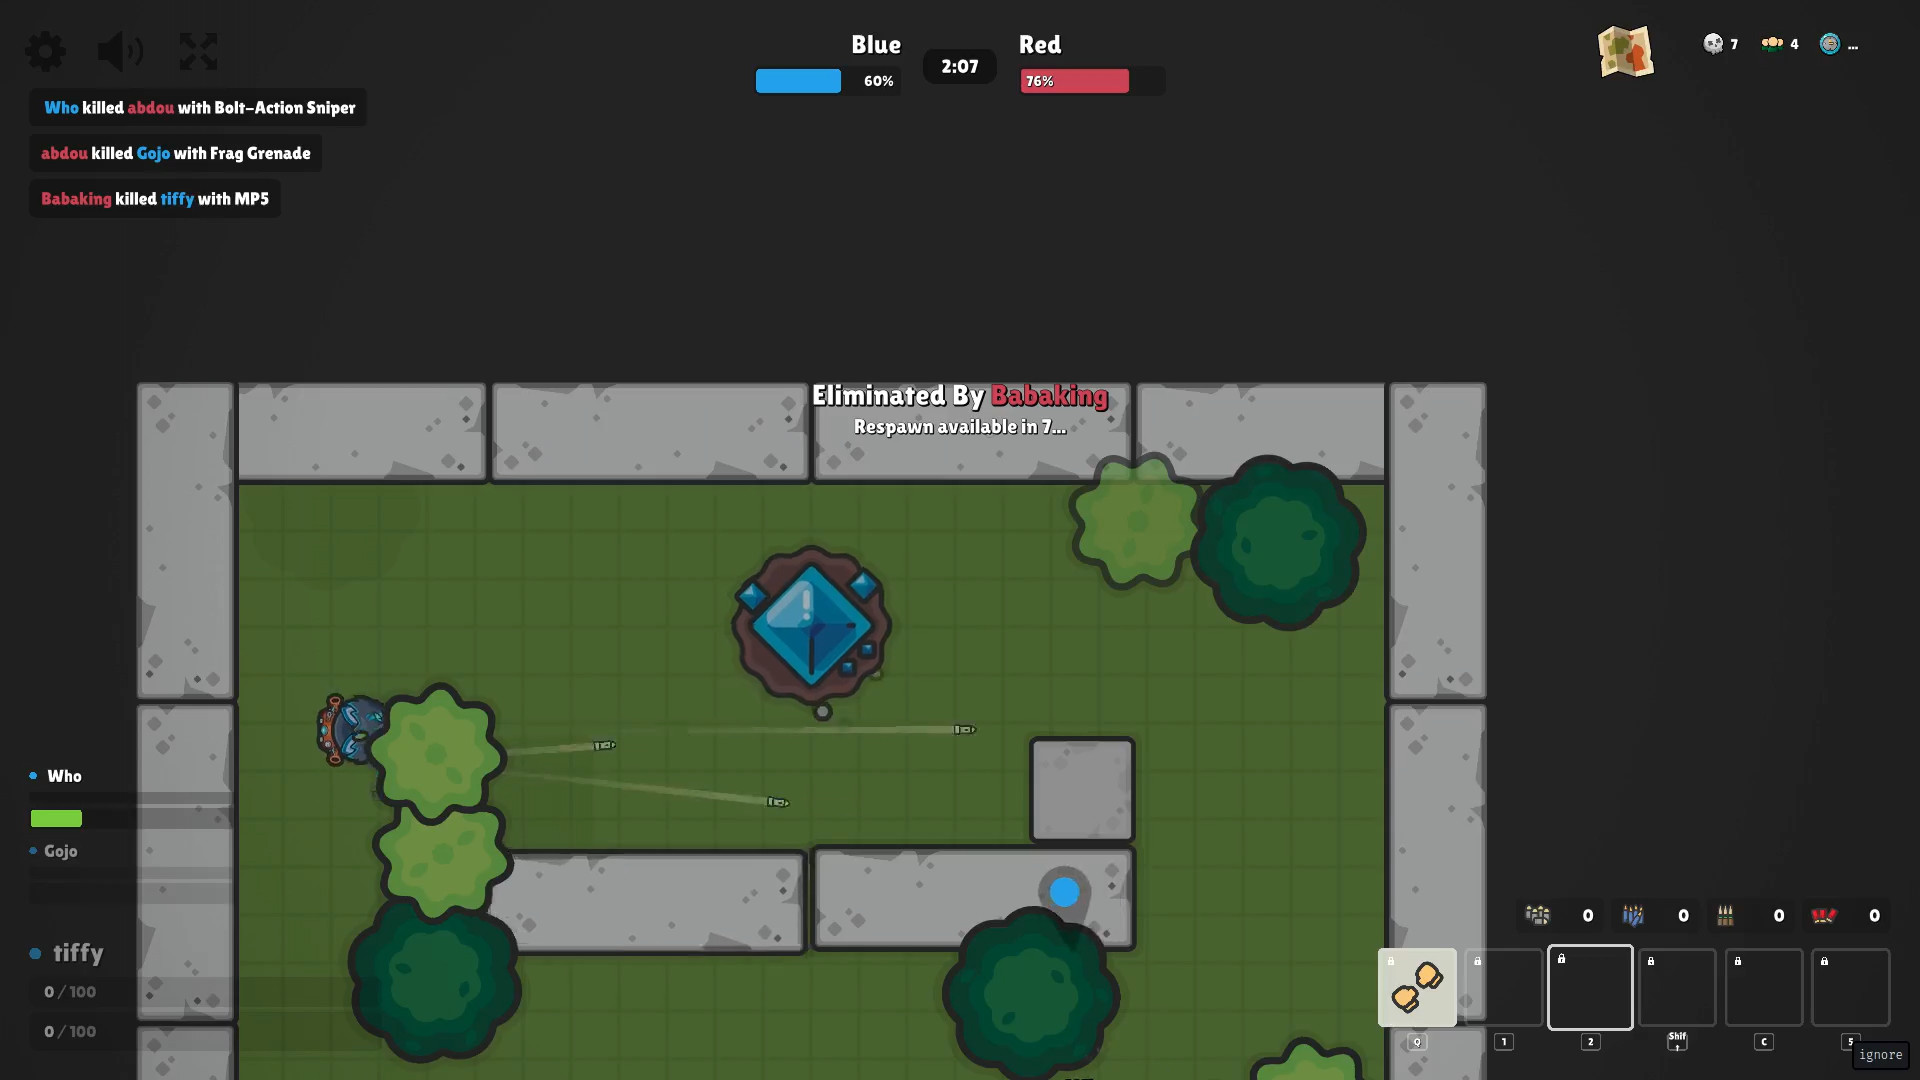 Blue
60%
2:07
Red
76%
7
4
...
Who killed abdou with Bolt-Action Sniper
abdou killed Gojo with Frag Grenade
Babaking killed tiffy with MP5
Eliminated By Babaking
Respawn available in 7...
Who
Gojo
tiffy
0 / 100
0 / 100
0
0
0
0
Q
1
2
Shif
C
5
ignore